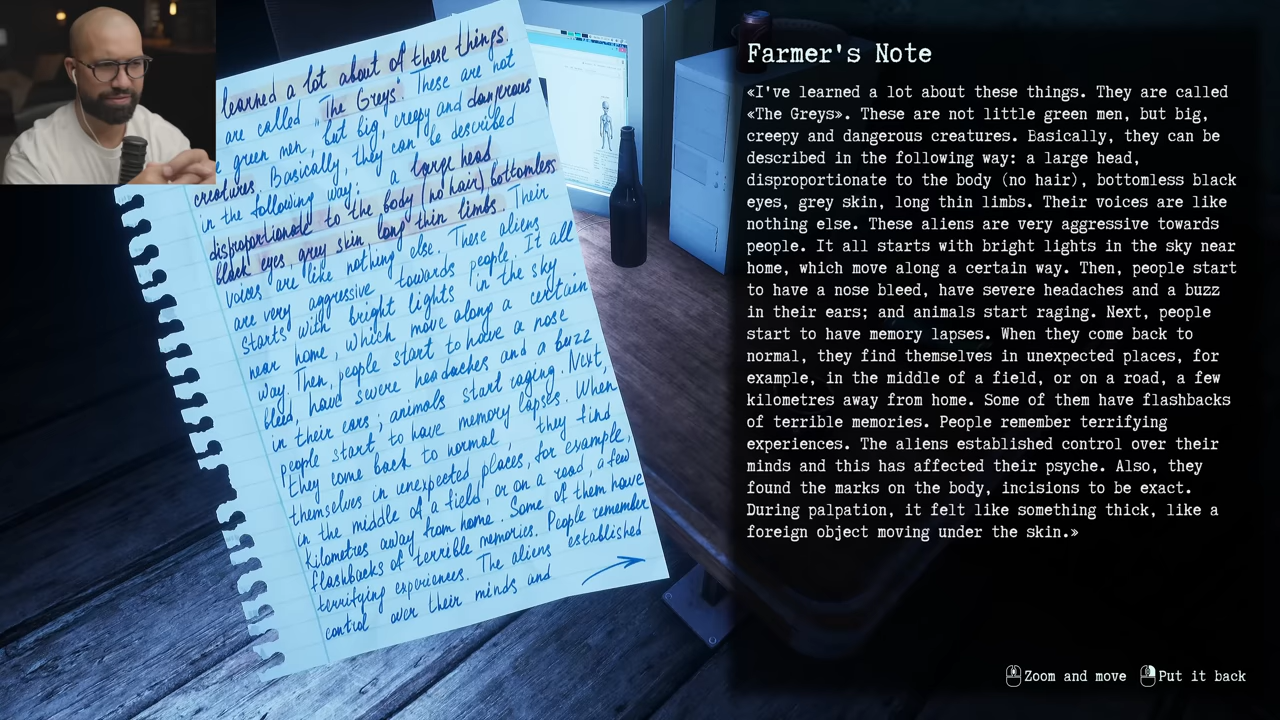 learned a lot about of these things.
are called „The Greys". These are not
green men, but big, creepy and dangerous
creatures. Basically, they can be described
in the following way: a large head,
disproportionate to the body (no hair) bottomless
black eyes, grey skin, long thin limbs. Their
voices are like nothing else. These aliens
are very aggressive towards people. It all
starts with bright lights in the sky
near home, which move along a certain
way. Then, people start to have a nose
bleed, have severe headaches and a buzz
in their ears; animals start raging. Next,
people start to have memory lapses. When
they come back to normal, they find
themselves in unexpected places, for example,
in the middle of a field, or on a road, a few
kilometres away from home. Some of them have
flashbacks of terrible memories. People remember
terrifying experiences. The aliens established
control over their minds and
Farmer's Note
«I've learned a lot about these things. They are called
«The Greys». These are not little green men, but big,
creepy and dangerous creatures. Basically, they can be
described in the following way: a large head,
disproportionate to the body (no hair), bottomless black
eyes, grey skin, long thin limbs. Their voices are like
nothing else. These aliens are very aggressive towards
people. It all starts with bright lights in the sky near
home, which move along a certain way. Then, people start
to have a nose bleed, have severe headaches and a buzz
in their ears; and animals start raging. Next, people
start to have memory lapses. When they come back to
normal, they find themselves in unexpected places, for
example, in the middle of a field, or on a road, a few
kilometres away from home. Some of them have flashbacks
of terrible memories. People remember terrifying
experiences. The aliens established control over their
minds and this has affected their psyche. Also, they
found the marks on the body, incisions to be exact.
During palpation, it felt like something thick, like a
foreign object moving under the skin.»
Zoom and move Put it back